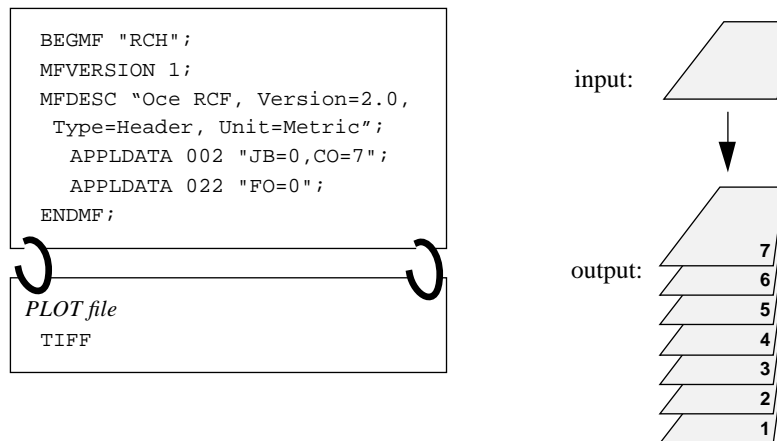 BEGMF "RCH";
MFVERSION 1;
MFDESC “Oce RCF, Version=2.0,
Type=Header, Unit=Metric”;
APPLDATA 002 "JB=0,CO=7";
APPLDATA 022 "FO=0";
ENDMF;
PLOT file
TIFF
input:
output:
7
6
5
4
3
2
1